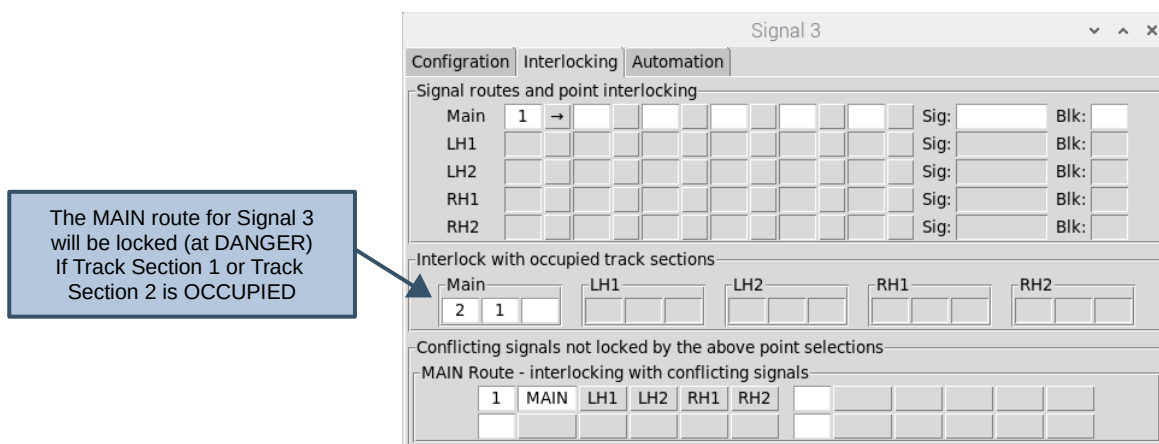 Signal 3
Configration Interlocking Automation
Signal routes and point interlocking
Main 1 → Sig: Blk:
LH1 Sig: Blk:
LH2 Sig: Blk:
RH1 Sig: Blk:
RH2 Sig: Blk:
The MAIN route for Signal 3
will be locked (at DANGER)
If Track Section 1 or Track
Section 2 is OCCUPIED
Interlock with occupied track sections
Main LH1 LH2 RH1 RH2
2 1
Conflicting signals not locked by the above point selections
MAIN Route - interlocking with conflicting signals
1 MAIN LH1 LH2 RH1 RH2